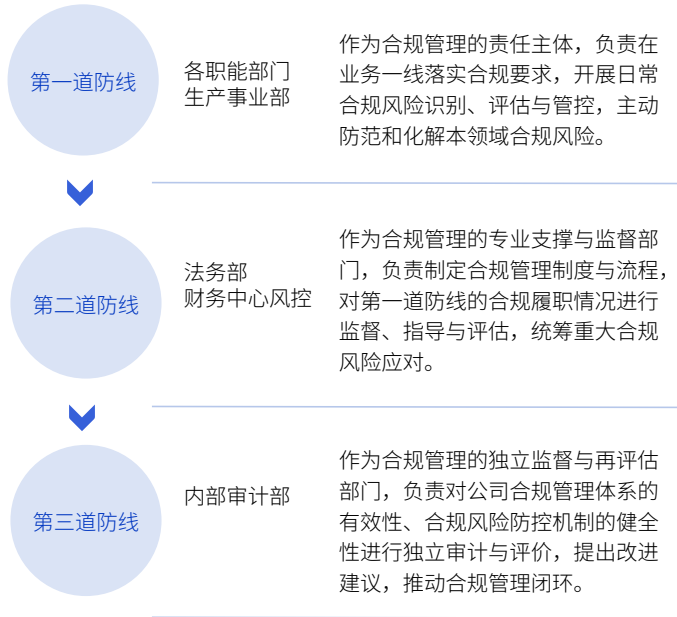 第一道防线
各职能部门
生产事业部
作为合规管理的责任主体，负责在
业务一线落实合规要求，开展日常
合规风险识别、评估与管控，主动
防范和化解本领域合规风险。
第二道防线
法务部
财务中心风控
作为合规管理的专业支撑与监督部
门，负责制定合规管理制度与流程，
对第一道防线的合规履职情况进行
监督、指导与评估，统筹重大合规
风险应对。
第三道防线
内部审计部
作为合规管理的独立监督与再评估
部门，负责对公司合规管理体系的
有效性、合规风险防控机制的健全
性进行独立审计与评价，提出改进
建议，推动合规管理闭环。